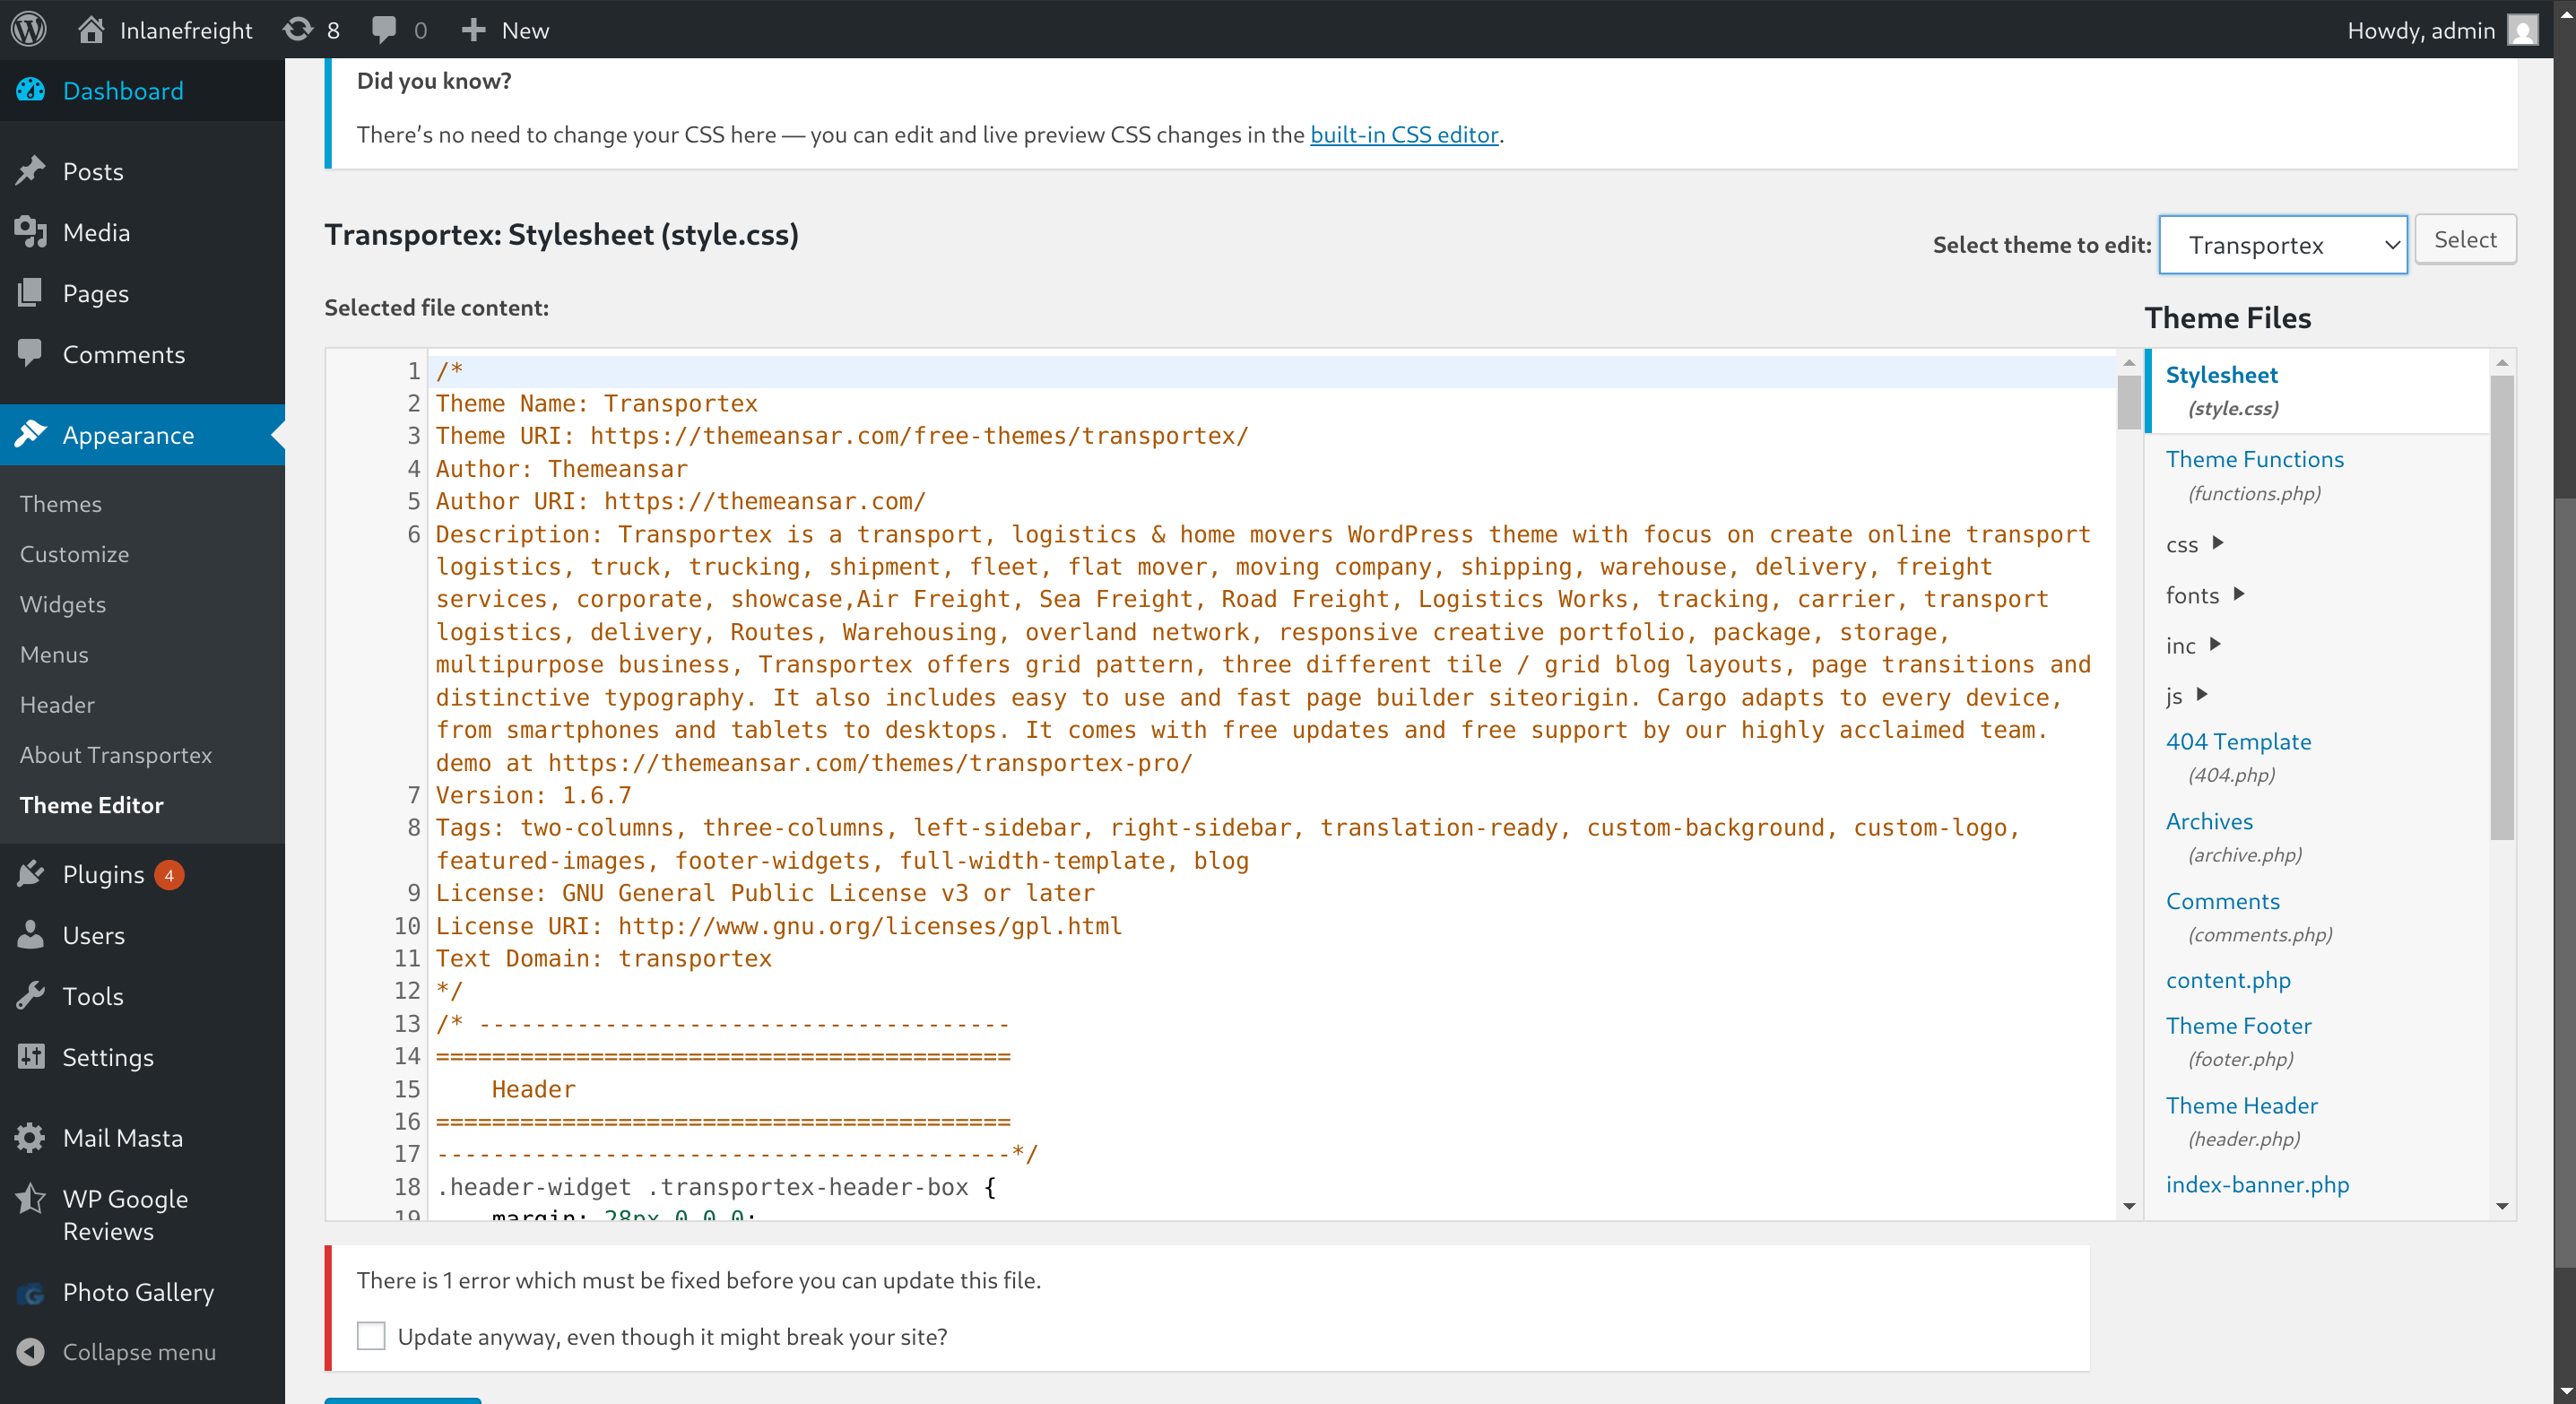 Inlanefreight 8 0 New Howdy, admin
Dashboard
Posts
Media
Pages
Comments
Appearance
Themes
Customize
Widgets
Menus
Header
About Transportex
Theme Editor
Plugins 4
Users
Tools
Settings
Mail Masta
WP Google
Reviews
Photo Gallery
Collapse menu
Did you know?
There's no need to change your CSS here — you can edit and live preview CSS changes in the built-in CSS editor.
Transportex: Stylesheet (style.css)
Select theme to edit: Transportex Select
Selected file content:
1 /*
2 Theme Name: Transportex
3 Theme URI: https://themeansar.com/free-themes/transportex/
4 Author: Themeansar
5 Author URI: https://themeansar.com/
6 Description: Transportex is a transport, logistics & home movers WordPress theme with focus on create online transport
logistics, truck, trucking, shipment, fleet, flat mover, moving company, shipping, warehouse, delivery, freight
services, corporate, showcase,Air Freight, Sea Freight, Road Freight, Logistics Works, tracking, carrier, transport
logistics, delivery, Routes, Warehousing, overland network, responsive creative portfolio, package, storage,
multipurpose business, Transportex offers grid pattern, three different tile / grid blog layouts, page transitions and
distinctive typography. It also includes easy to use and fast page builder siteorigin. Cargo adapts to every device,
from smartphones and tablets to desktops. It comes with free updates and free support by our highly acclaimed team.
demo at https://themeansar.com/themes/transportex-pro/
7 Version: 1.6.7
8 Tags: two-columns, three-columns, left-sidebar, right-sidebar, translation-ready, custom-background, custom-logo,
featured-images, footer-widgets, full-width-template, blog
9 License: GNU General Public License v3 or later
10 License URI: http://www.gnu.org/licenses/gpl.html
11 Text Domain: transportex
12 */
13 /* --------------------------------------
14 =========================================
15 Header
16 =========================================
17 -----------------------------------------*/
18 .header-widget .transportex-header-box {
19 margin: 28px 0 0 0;
Theme Files
Stylesheet
(style.css)
Theme Functions
(functions.php)
css
fonts
inc
js
404 Template
(404.php)
Archives
(archive.php)
Comments
(comments.php)
content.php
Theme Footer
(footer.php)
Theme Header
(header.php)
index-banner.php
There is 1 error which must be fixed before you can update this file.
Update anyway, even though it might break your site?